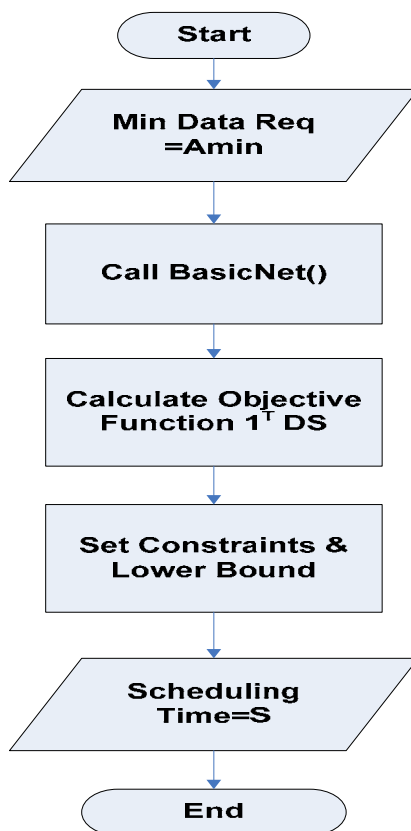 Start
Min Data Req
=Amin
Call BasicNet()
Calculate Objective
Function 1ᵀ DS
Set Constraints &
Lower Bound
Scheduling
Time=S
End